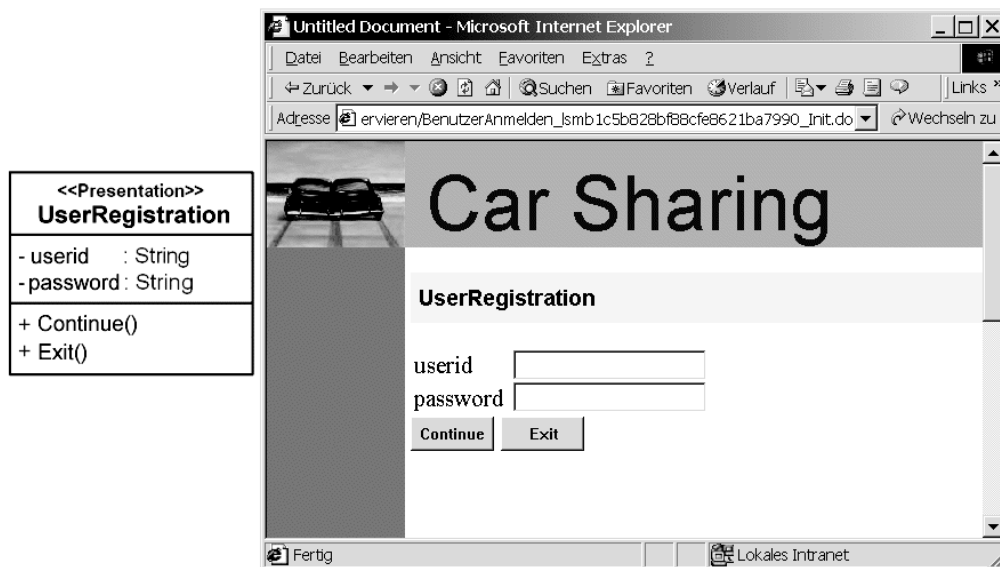 <<Presentation>>
UserRegistration
- userid : String
- password : String
+ Continue()
+ Exit()
Untitled Document - Microsoft Internet Explorer
Datei Bearbeiten Ansicht Favoriten Extras ?
Zurück Suchen Favoriten Verlauf Links »
Adresse ervieren/BenutzerAnmelden_lsmb1c5b828bf88cfe8621ba7990_Init.do Wechseln zu
Car Sharing
UserRegistration
userid
password
Continue Exit
Fertig Lokales Intranet